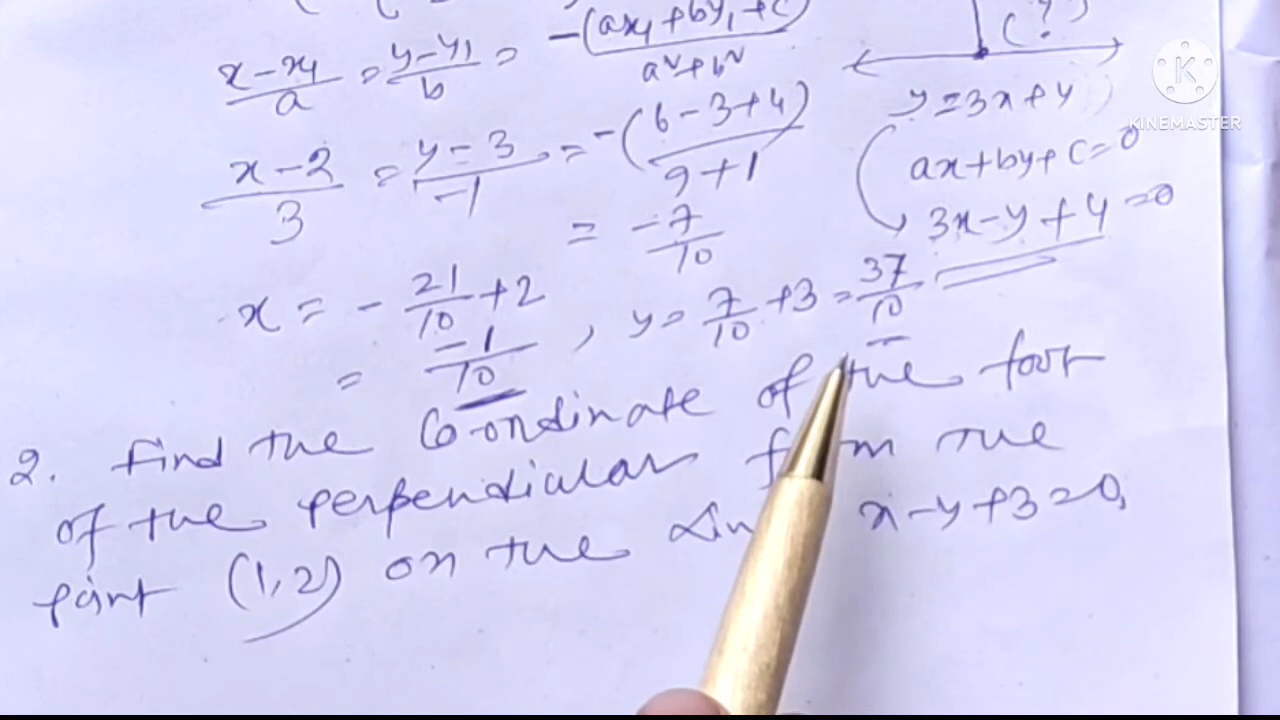 x-x₁/a = y-y₁/b = -(ax₁+by₁+c)/a²+b²
(?)
y=3x+4
KINEMASTER
x-2/3 = y-3/-1 = -(6-3+4)/9+1
ax+by+c=0
= -7/10
3x-y+4=0
x = -21/10+2, y= 7/10+3=37/10
= -1/10
2. Find the Co-ordinate of the foot
of the perpendicular from the
point (1,2) on the x-y+3=0,